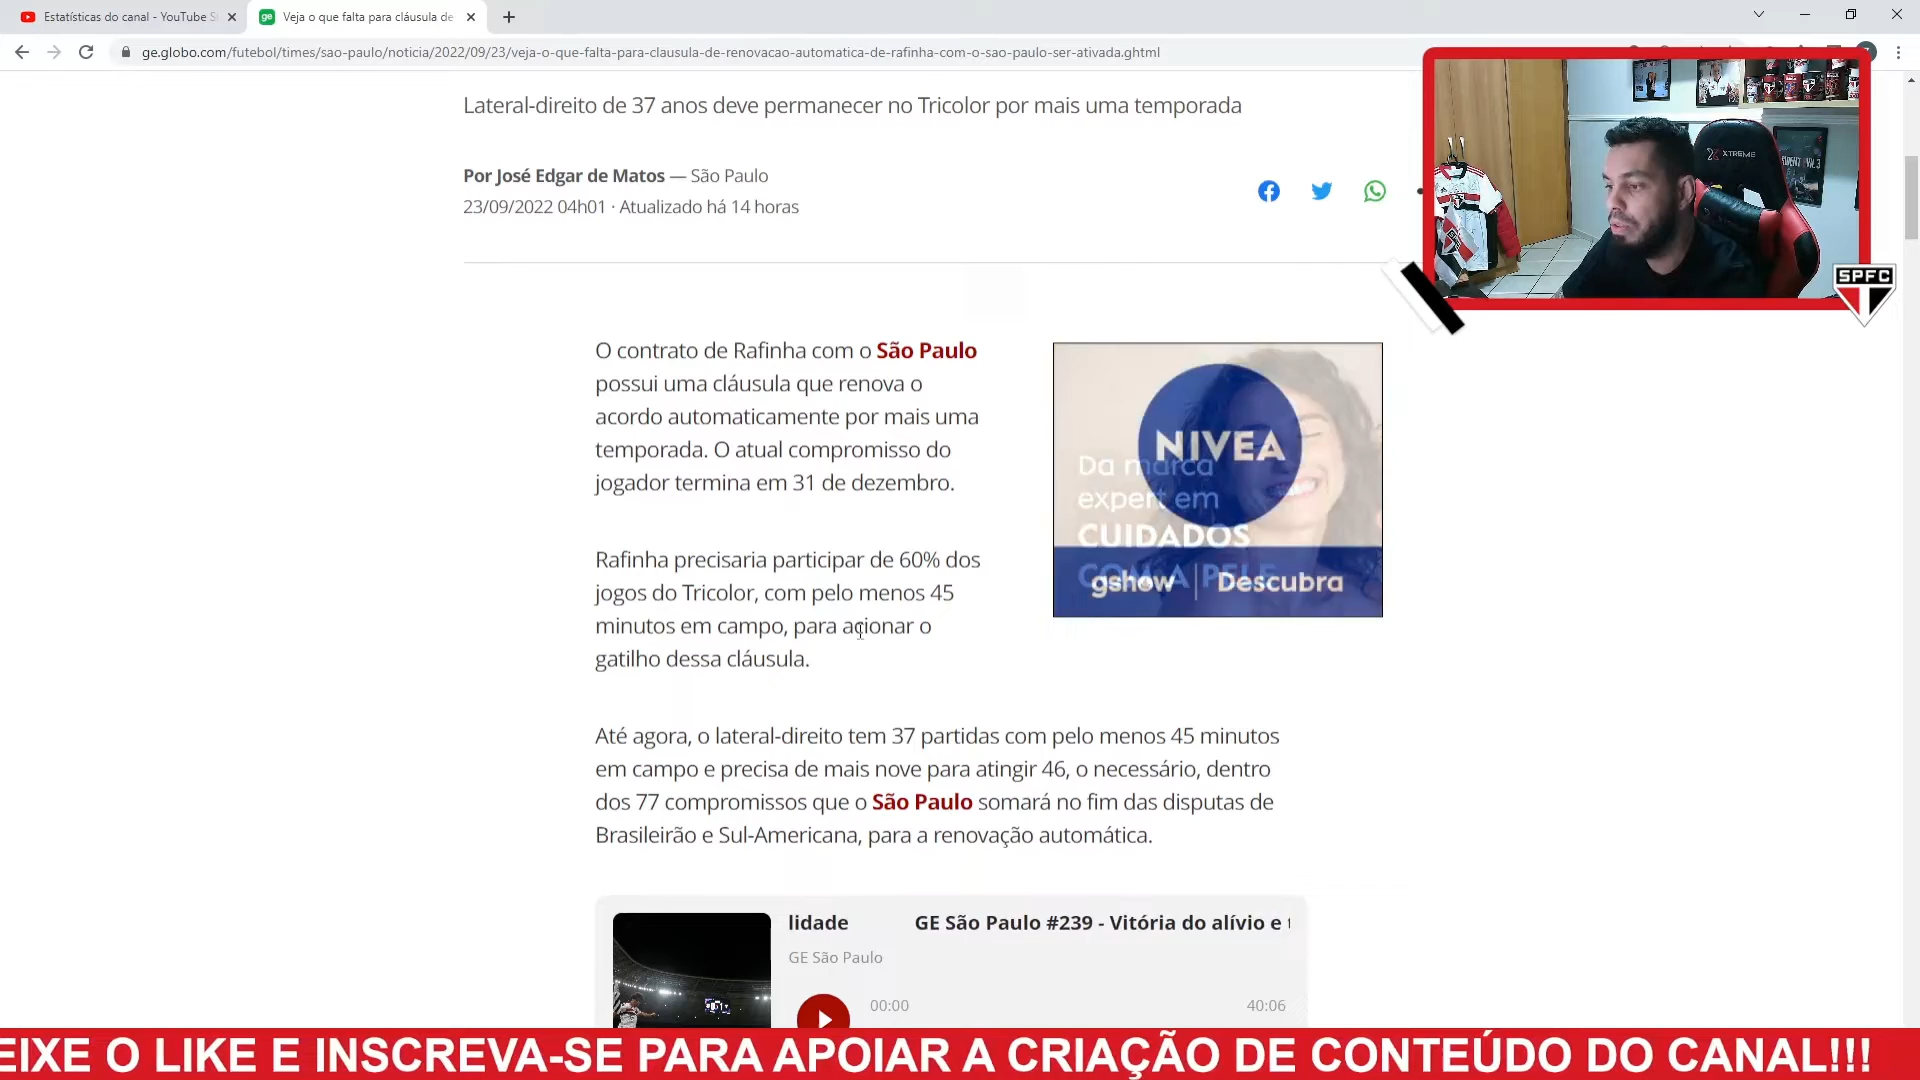 Estatísticas do canal - YouTube S
Veja o que falta para cláusula de
ge.globo.com/futebol/times/sao-paulo/noticia/2022/09/23/veja-o-que-falta-para-clausula-de-renovacao-automatica-de-rafinha-com-o-sao-paulo-ser-ativada.ghtml
Lateral-direito de 37 anos deve permanecer no Tricolor por mais uma temporada
Por José Edgar de Matos — São Paulo
23/09/2022 04h01 · Atualizado há 14 horas
XTREME
SPFC
O contrato de Rafinha com o São Paulo
possui uma cláusula que renova o
acordo automaticamente por mais uma
temporada. O atual compromisso do
jogador termina em 31 de dezembro.
NIVEA
Da marca
expert em
CUIDADOS
COM A PELE
gshow | Descubra
Rafinha precisaria participar de 60% dos
jogos do Tricolor, com pelo menos 45
minutos em campo, para acionar o
gatilho dessa cláusula.
Até agora, o lateral-direito tem 37 partidas com pelo menos 45 minutos
em campo e precisa de mais nove para atingir 46, o necessário, dentro
dos 77 compromissos que o São Paulo somará no fim das disputas de
Brasileirão e Sul-Americana, para a renovação automática.
lidade GE São Paulo #239 - Vitória do alívio e
GE São Paulo
00:00 40:06
EIXE O LIKE E INSCREVA-SE PARA APOIAR A CRIAÇÃO DE CONTEÚDO DO CANAL!!!